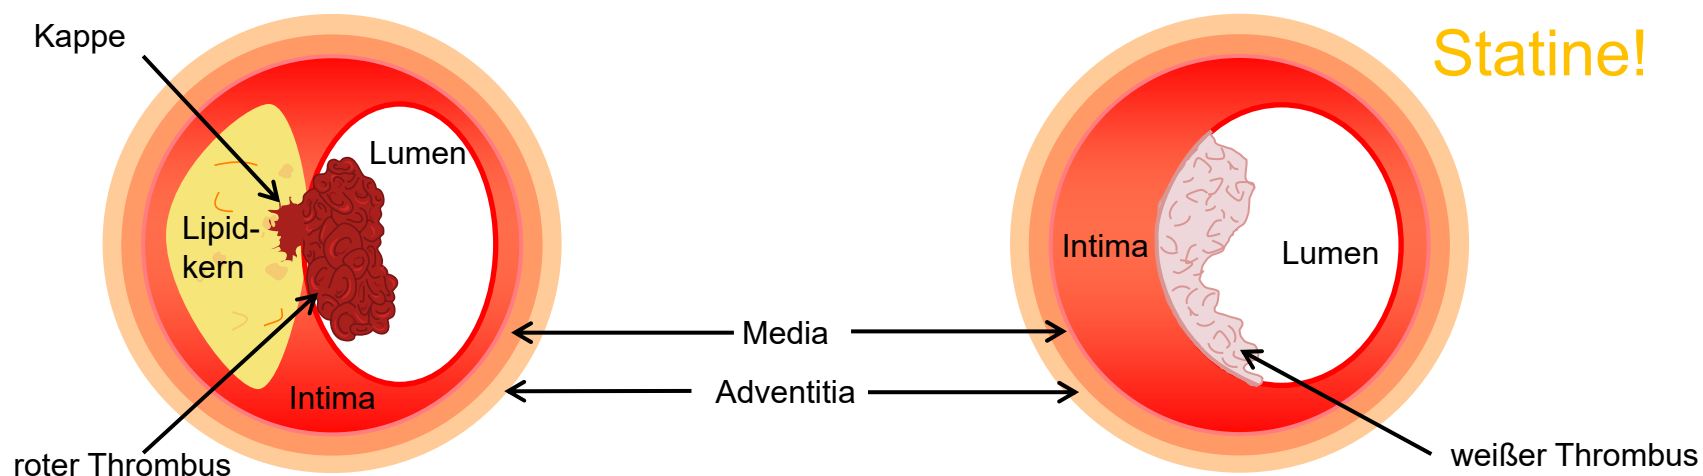 Kappe
Lumen
Lipid-
kern
Intima
roter Thrombus
Media
Adventitia
Statine!
Intima
Lumen
weißer Thrombus